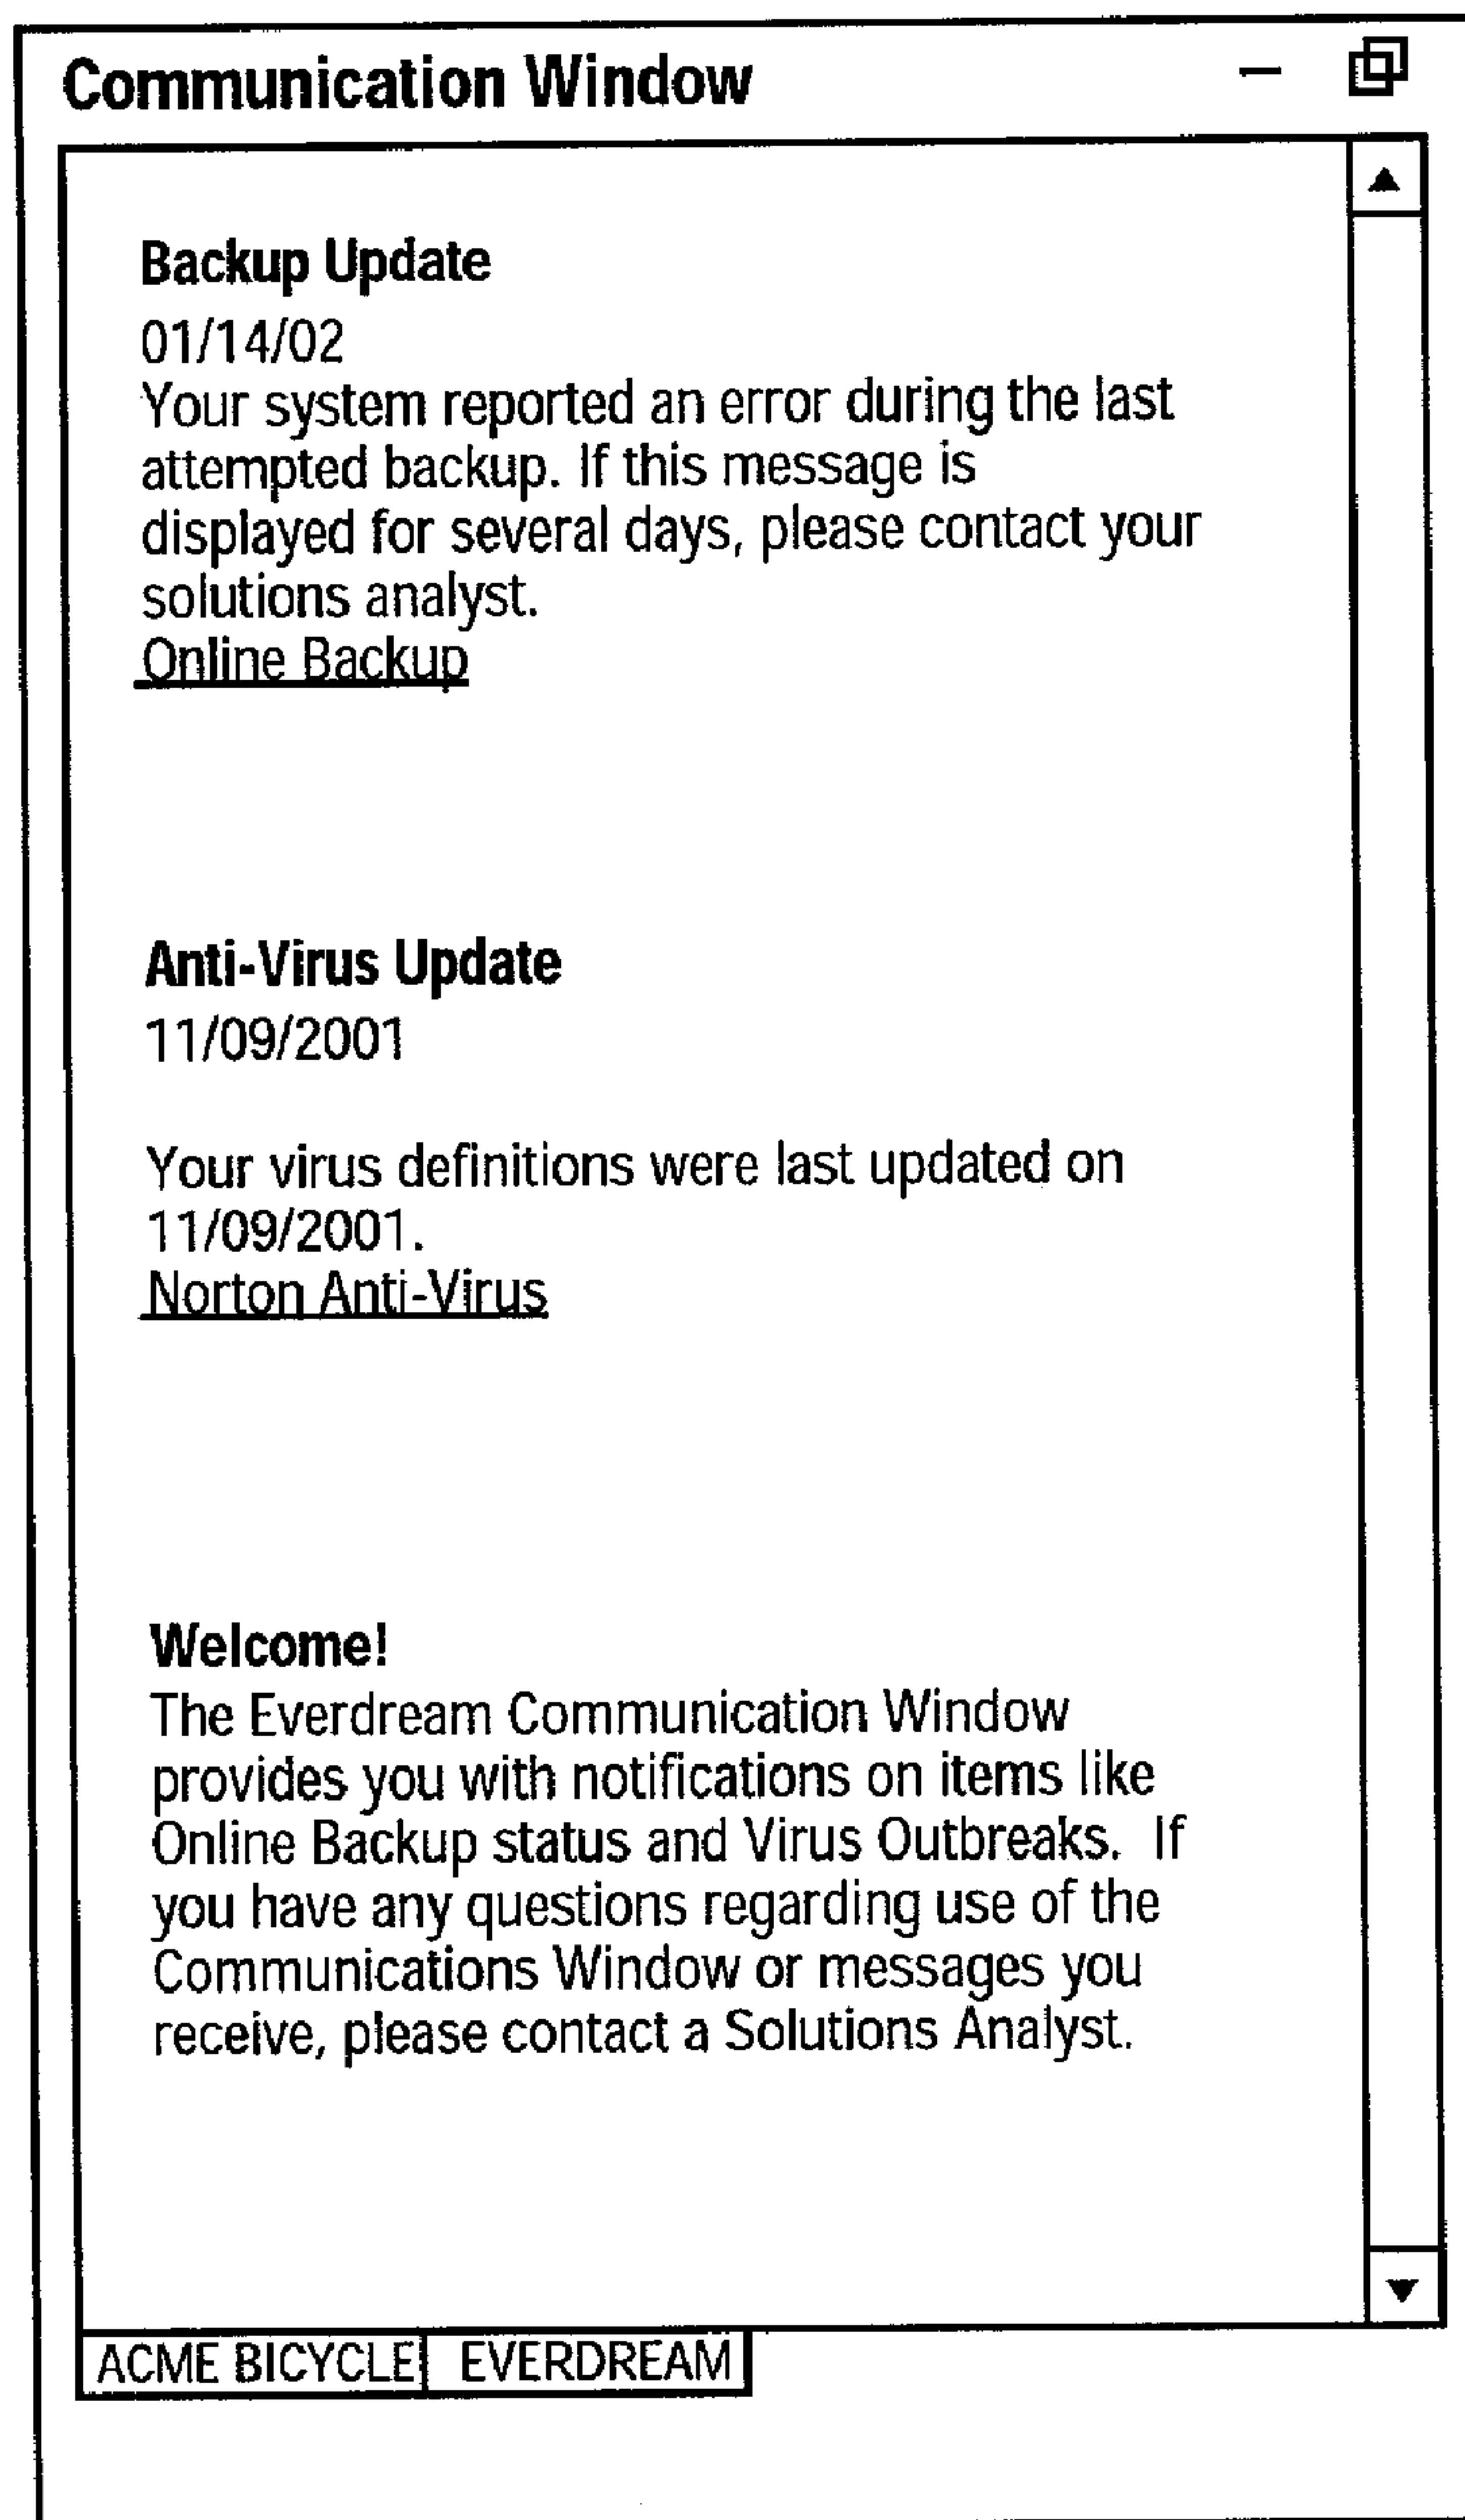 Communication Window
Backup Update
01/14/02
Your system reported an error during the last
attempted backup. If this message is
displayed for several days, please contact your
solutions analyst.
Online Backup
Anti-Virus Update
11/09/2001
Your virus definitions were last updated on
11/09/2001.
Norton Anti-Virus
Welcome!
The Everdream Communication Window
provides you with notifications on items like
Online Backup status and Virus Outbreaks.  If
you have any questions regarding use of the
Communications Window or messages you
receive, please contact a Solutions Analyst.
ACME BICYCLE EVERDREAM